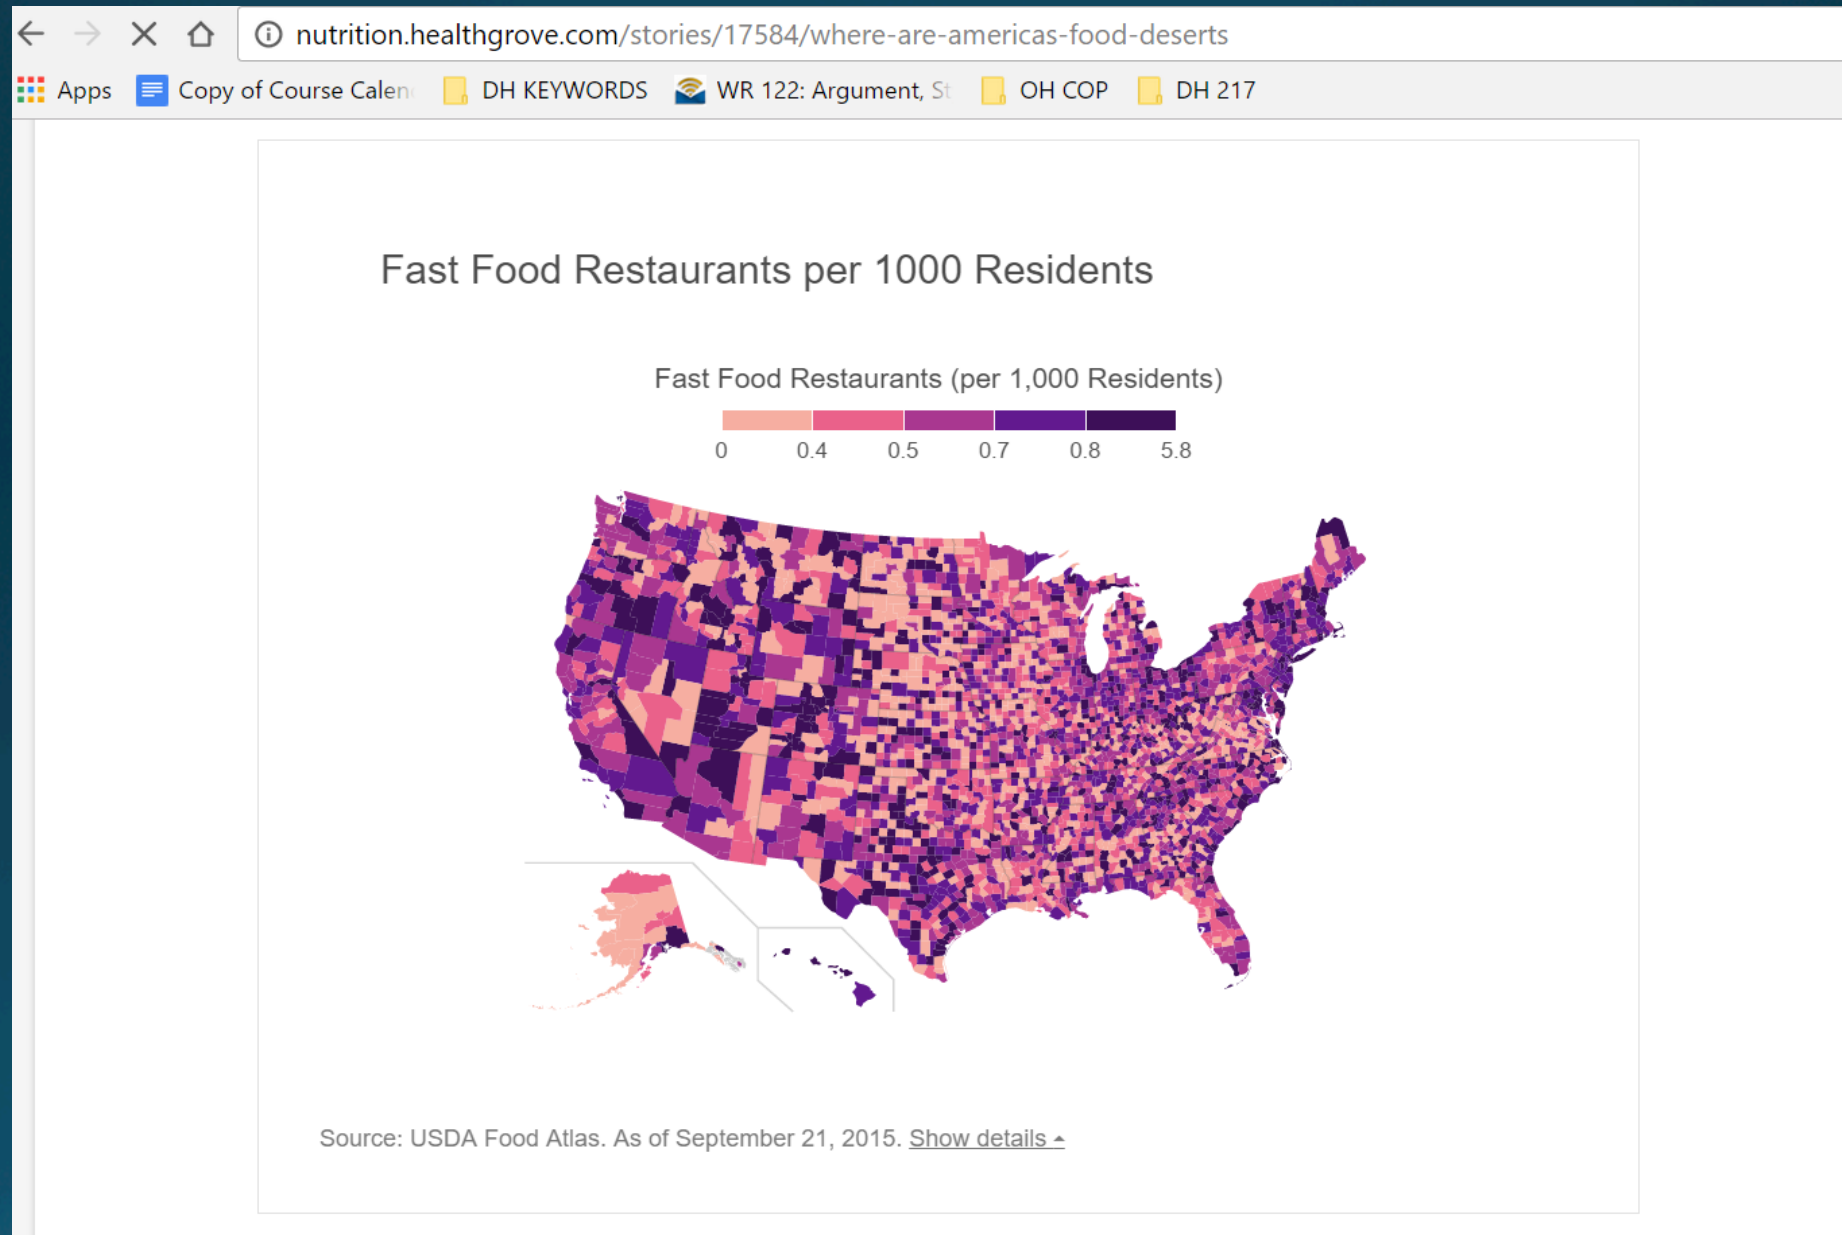 nutrition.healthgrove.com/stories/17584/where-are-americas-food-deserts
Apps Copy of Course Calen DH KEYWORDS WR 122: Argument, St OH COP DH 217
Fast Food Restaurants per 1000 Residents
Fast Food Restaurants (per 1,000 Residents)
0 0.4 0.5 0.7 0.8 5.8
Source: USDA Food Atlas. As of September 21, 2015. Show details